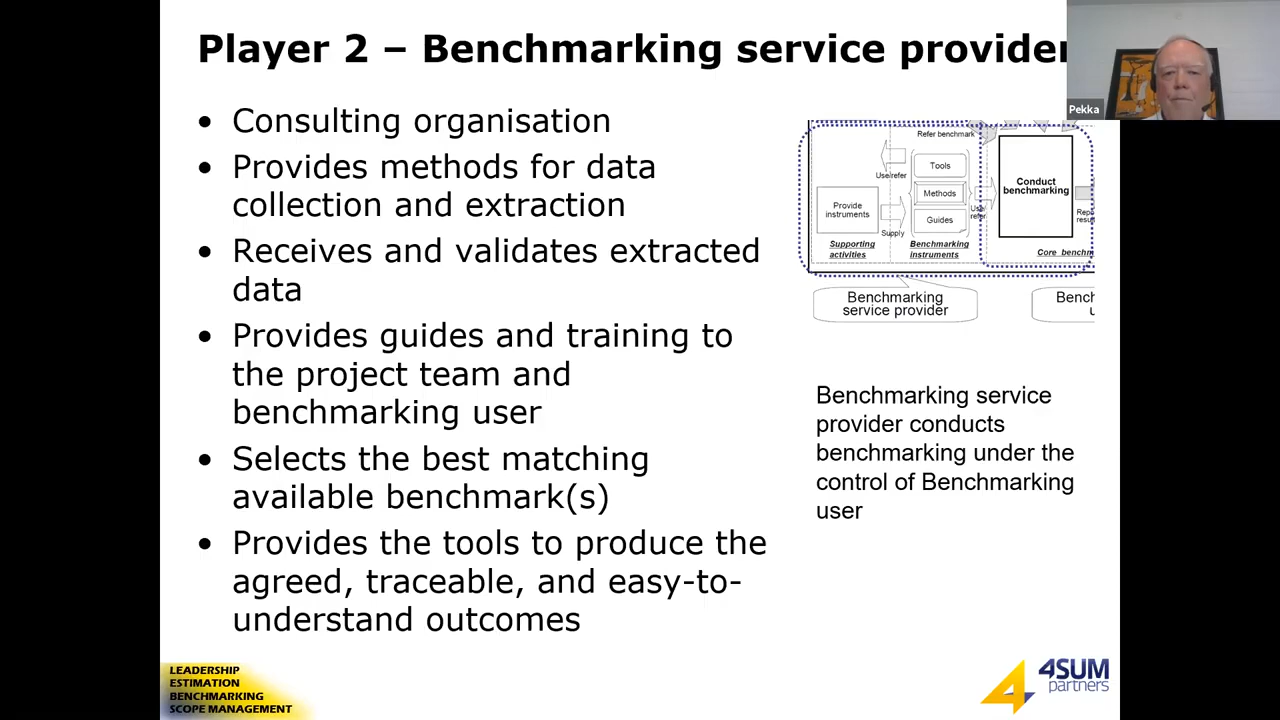 Player 2 – Benchmarking service provider
Pekka
• Consulting organisation
• Provides methods for data
collection and extraction
• Receives and validates extracted
data
• Provides guides and training to
the project team and
benchmarking user
• Selects the best matching
available benchmark(s)
• Provides the tools to produce the
agreed, traceable, and easy-to-
understand outcomes
Refer benchmark
Use/refer
Tools
Methods
Guides
Provide
instruments
Supply
Conduct
benchmarking
Supporting
activities
Benchmarking
instruments
Core
Benchmarking
service provider
Benchmarking service
provider conducts
benchmarking under the
control of Benchmarking
user
LEADERSHIP
ESTIMATION
BENCHMARKING
SCOPE MANAGEMENT
4SUM
partners